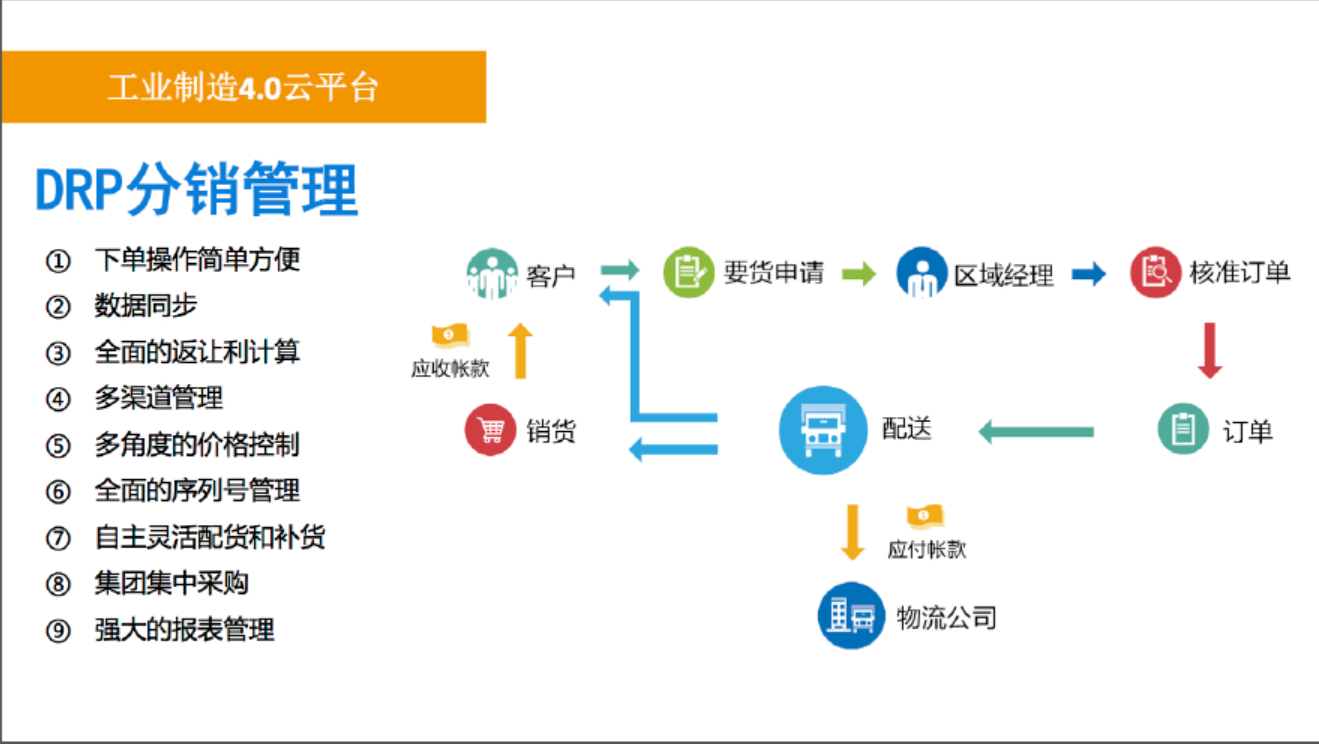 工业制造4.0云平台
DRP分销管理
① 下单操作简单方便
② 数据同步
③ 全面的返让利计算
④ 多渠道管理
⑤ 多角度的价格控制
⑥ 全面的序列号管理
⑦ 自主灵活配货和补货
⑧ 集团集中采购
⑨ 强大的报表管理
客户
要货申请
区域经理
核准订单
应收帐款
销货
配送
订单
应付帐款
物流公司